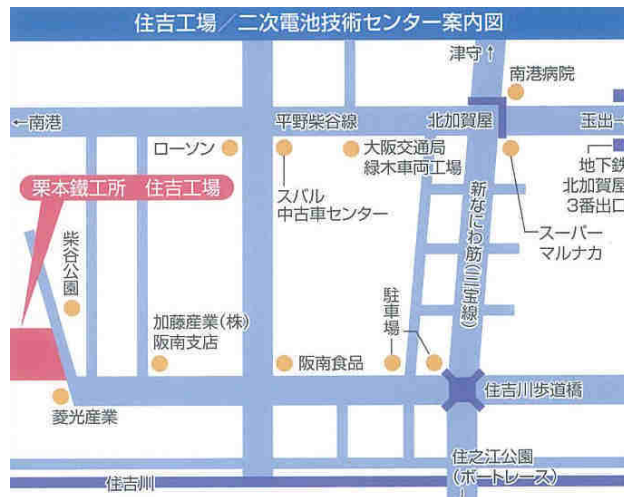 住吉工場／二次電池技術センター案内図
津守↑
南港病院
←南港
平野柴谷線
北加賀屋
玉出→
ローソン
大阪交通局
緑木車両工場
地下鉄
北加賀屋
3番出口
栗本鐵工所 住吉工場
スバル
中古車センター
新なにわ筋(三宝線)
スーパー
マルナカ
柴谷公園
加藤産業(株)
阪南支店
駐車場
阪南食品
住吉川歩道橋
菱光産業
住之江公園
(ボートレース)
↓
住吉川